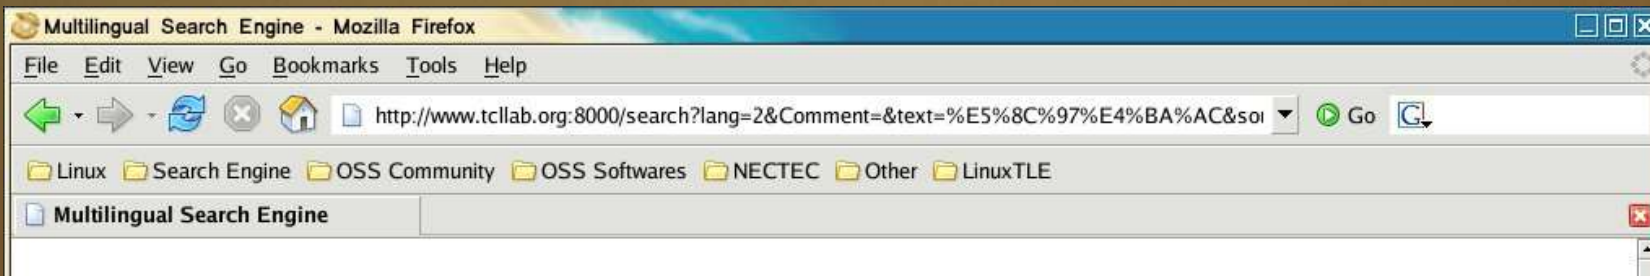 Multilingual Search Engine - Mozilla Firefox
File Edit View Go Bookmarks Tools Help
http://www.tcllab.org:8000/search?lang=2&Comment=&text=%E5%8C%97%E4%BA%AC&sou Go G
Linux Search Engine OSS Community OSS Softwares NECTEC Other LinuxTLE
Multilingual Search Engine